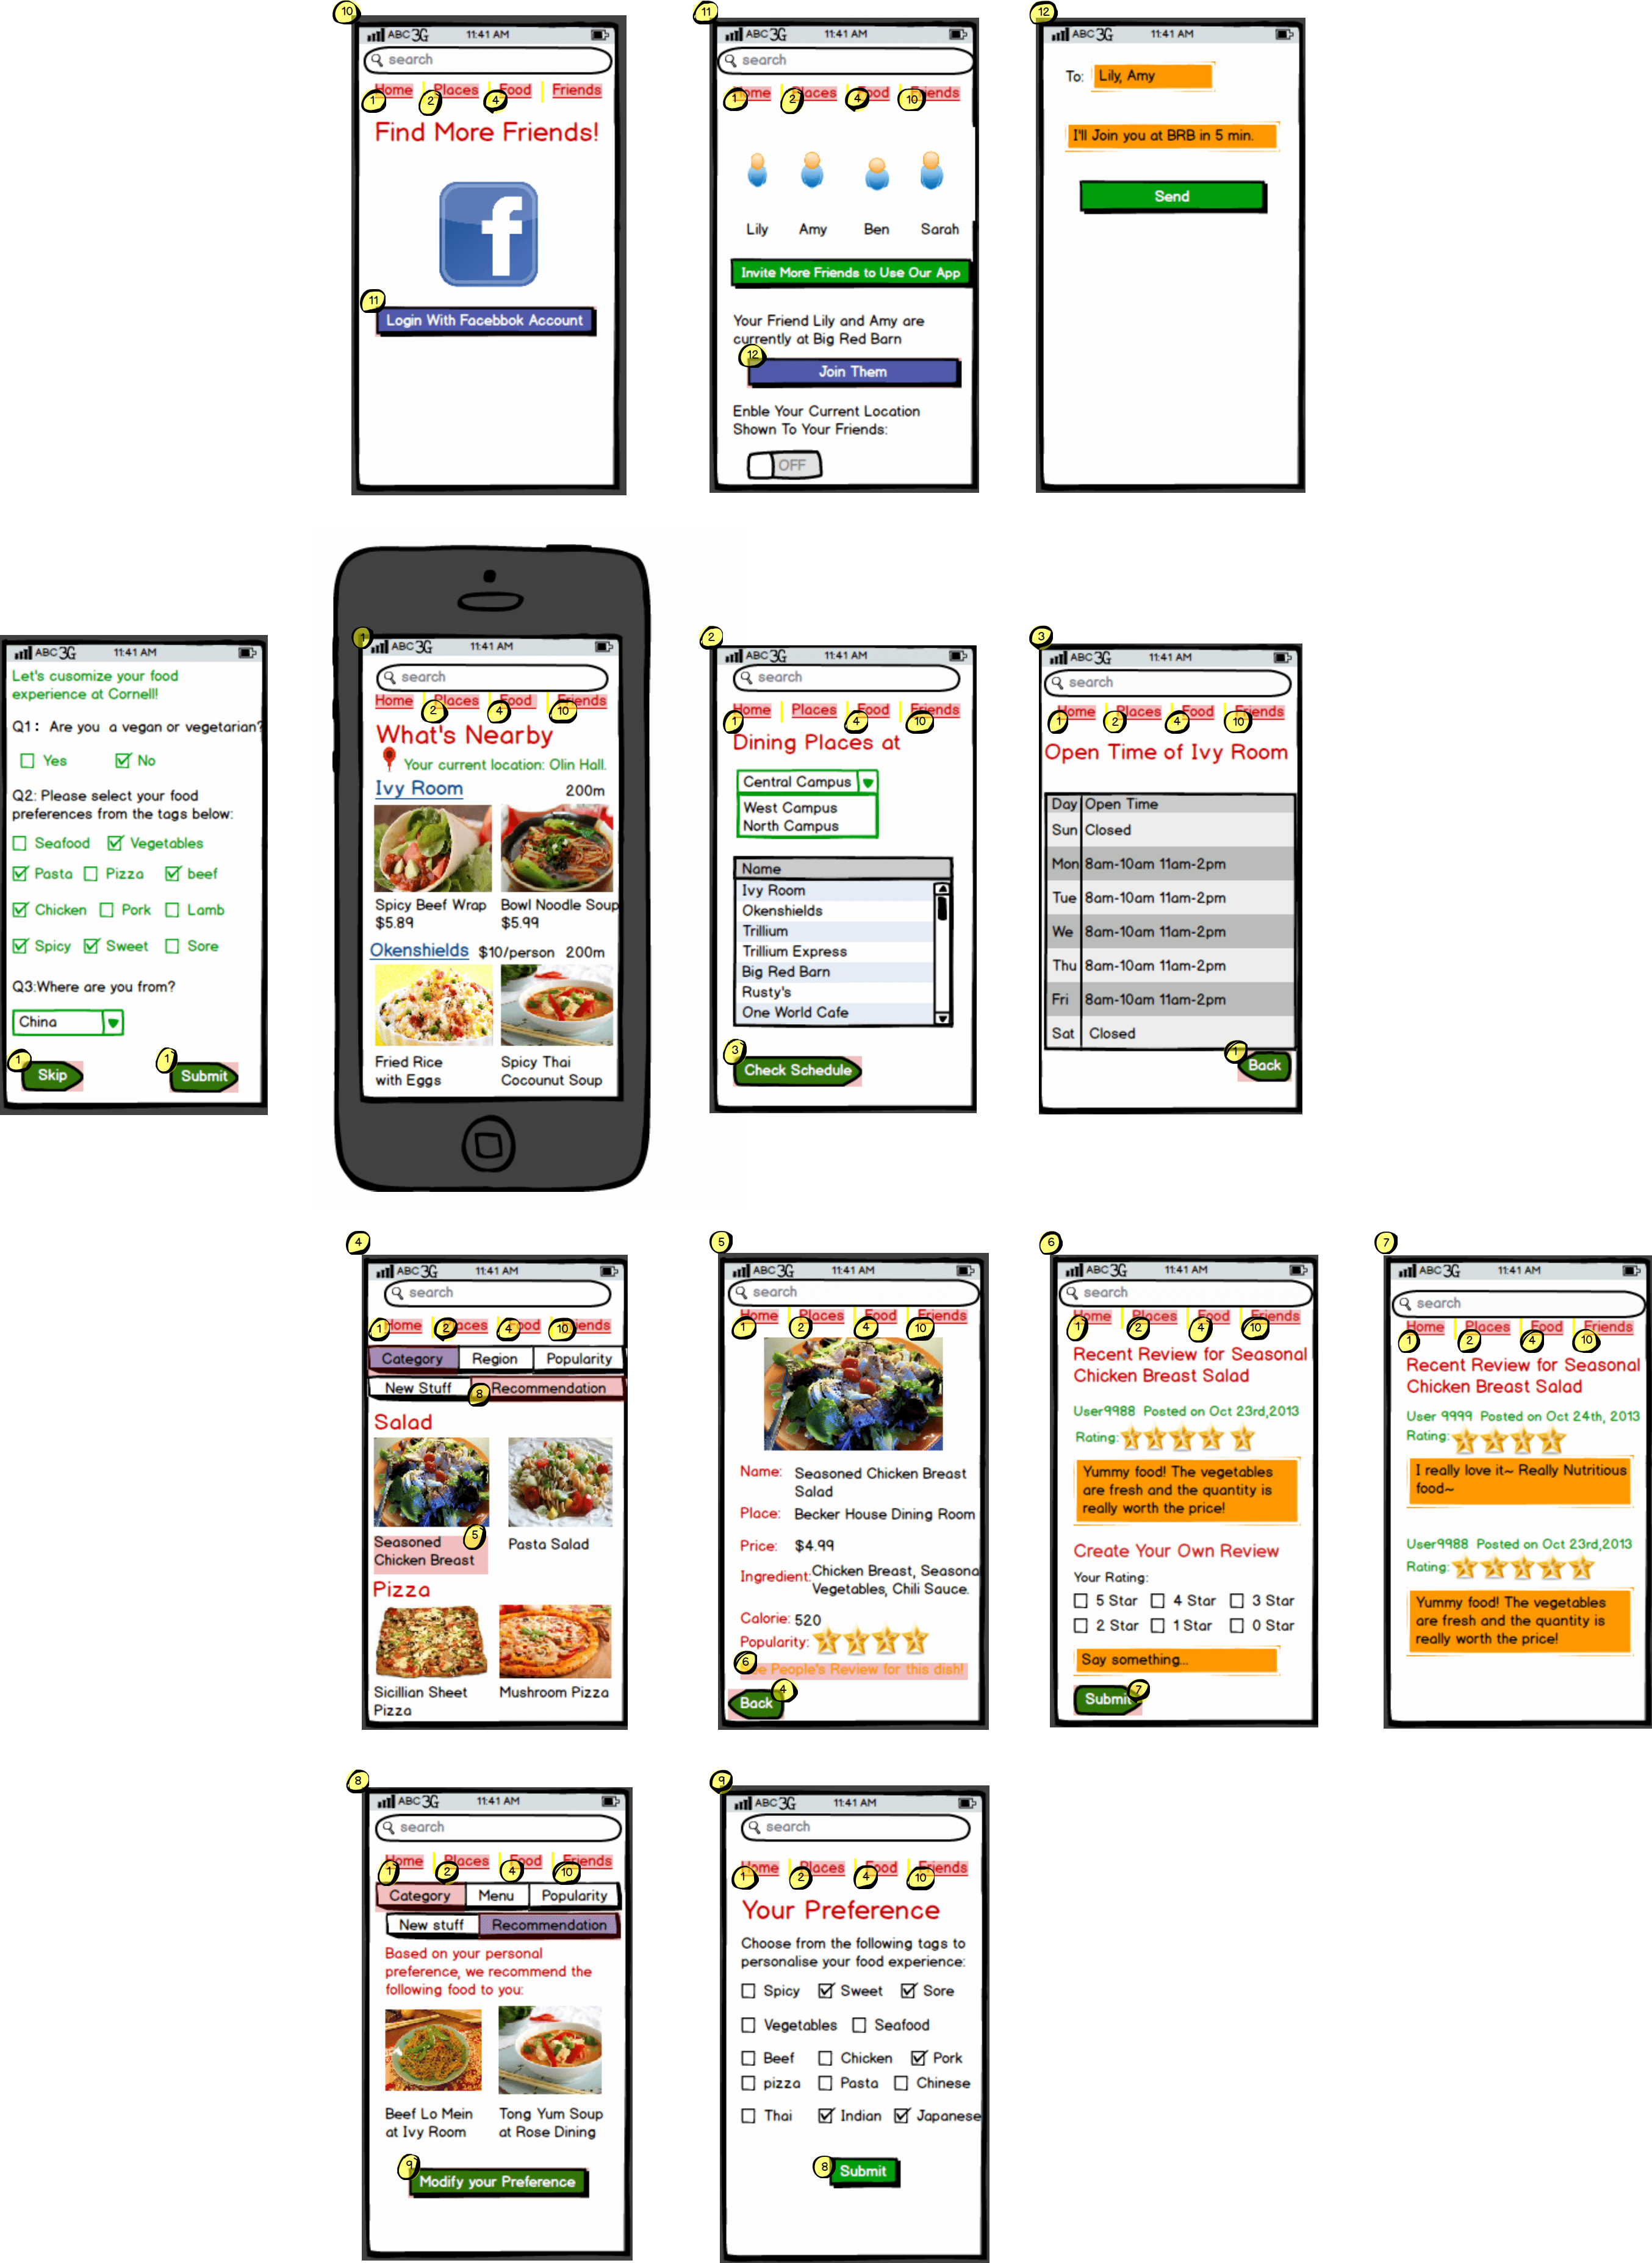 10
ABC 3G 11:41 AM
search
Home Places Food Friends
1 2 4
Find More Friends!
f
11
Login With Facebbok Account
11
ABC 3G 11:41 AM
search
Home Places Food Friends
1 2 4 10
Lily Amy Ben Sarah
Invite More Friends to Use Our App
Your Friend Lily and Amy are
currently at Big Red Barn
12
Join Them
Enble Your Current Location
Shown To Your Friends:
OFF
12
ABC 3G 11:41 AM
To: Lily, Amy
I'll Join you at BRB in 5 min.
Send
ABC 3G 11:41 AM
Let's cusomize your food
experience at Cornell!
Q1: Are you a vegan or vegetarian?
Yes No
Q2: Please select your food
preferences from the tags below:
Seafood Vegetables
Pasta Pizza beef
Chicken Pork Lamb
Spicy Sweet Sore
Q3:Where are you from?
China
1 1
Skip Submit
1
ABC 3G 11:41 AM
search
Home Places Food Friends
2 4 10
What's Nearby
Your current location: Olin Hall.
Ivy Room 200m
Spicy Beef Wrap Bowl Noodle Soup
$5.89 $5.99
Okenshields $10/person 200m
Fried Rice Spicy Thai
with Eggs Cocounut Soup
2
ABC 3G 11:41 AM
search
Home Places Food Friends
1 4 10
Dining Places at
Central Campus
West Campus
North Campus
Name
Ivy Room
Okenshields
Trillium
Trillium Express
Big Red Barn
Rusty's
One World Cafe
3
Check Schedule
3
ABC 3G 11:41 AM
search
Home Places Food Friends
1 2 4 10
Open Time of Ivy Room
Day Open Time
Sun Closed
Mon 8am-10am 11am-2pm
Tue 8am-10am 11am-2pm
We 8am-10am 11am-2pm
Thu 8am-10am 11am-2pm
Fri 8am-10am 11am-2pm
Sat Closed
1
Back
4
ABC 3G 11:41 AM
search
Home Places Food Friends
1 2 4 10
Category Region Popularity
New Stuff 8 Recommendation
Salad
5
Seasoned Pasta Salad
Chicken Breast
Pizza
Sicillian Sheet Mushroom Pizza
Pizza
5
ABC 3G 11:41 AM
search
Home Places Food Friends
1 2 4 10
Name: Seasoned Chicken Breast
Salad
Place: Becker House Dining Room
Price: $4.99
Ingredient: Chicken Breast, Seasona
Vegetables, Chili Sauce.
Calorie: 520
Popularity:
6
People's Review for this dish!
4
Back
6
ABC 3G 11:41 AM
search
Home Places Food Friends
1 2 4 10
Recent Review for Seasonal
Chicken Breast Salad
User9988 Posted on Oct 23rd,2013
Rating:
Yummy food! The vegetables
are fresh and the quantity is
really worth the price!
Create Your Own Review
Your Rating:
5 Star 4 Star 3 Star
2 Star 1 Star 0 Star
Say something...
Submit 7
7
ABC 3G 11:41 AM
search
Home Places Food Friends
1 2 4 10
Recent Review for Seasonal
Chicken Breast Salad
User 9999 Posted on Oct 24th, 2013
Rating:
I really love it~ Really Nutritious
food~
User9988 Posted on Oct 23rd,2013
Rating:
Yummy food! The vegetables
are fresh and the quantity is
really worth the price!
8
ABC 3G 11:41 AM
search
Home Places Food Friends
1 2 4 10
Category Menu Popularity
New stuff Recommendation
Based on your personal
preference, we recommend the
following food to you:
Beef Lo Mein Tong Yum Soup
at Ivy Room at Rose Dining
9
Modify your Preference
9
ABC 3G 11:41 AM
search
Home Places Food Friends
1 2 4 10
Your Preference
Choose from the following tags to
personalise your food experience:
Spicy Sweet Sore
Vegetables Seafood
Beef Chicken Pork
pizza Pasta Chinese
Thai Indian Japanese
8
Submit